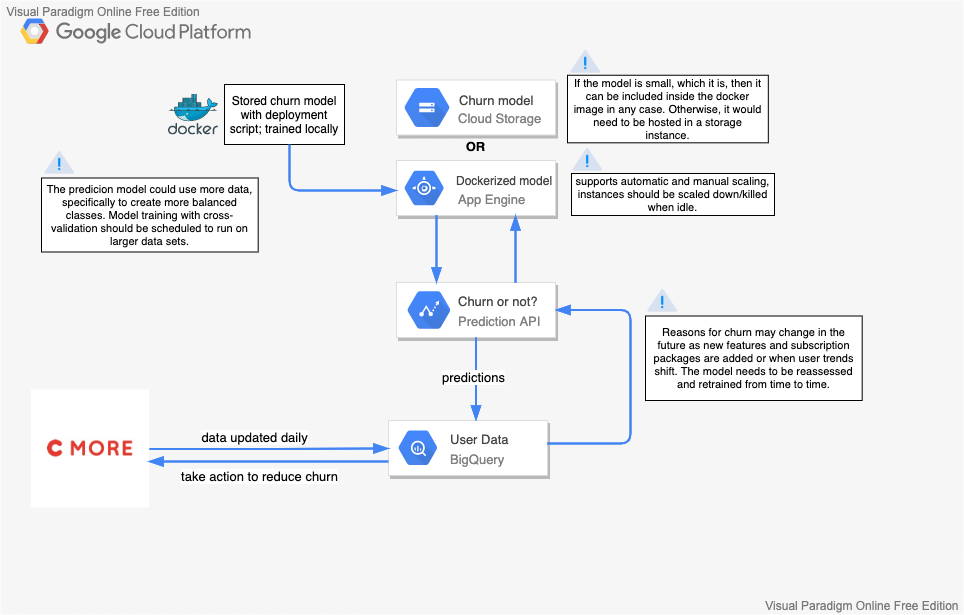 Visual Paradigm Online Free Edition
Google Cloud Platform
docker
Stored churn model
with deployment
script; trained locally
Churn model
Cloud Storage
If the model is small, which it is, then it
can be included inside the docker
image in any case. Otherwise, it would
need to be hosted in a storage
instance.
OR
The predicion model could use more data,
specifically to create more balanced
classes. Model training with cross-
validation should be scheduled to run on
larger data sets.
Dockerized model
App Engine
supports automatic and manual scaling,
instances should be scaled down/killed
when idle.
Churn or not?
Prediction API
Reasons for churn may change in the
future as new features and subscription
packages are added or when user trends
shift. The model needs to be reassessed
and retrained from time to time.
predictions
C MORE
data updated daily
take action to reduce churn
User Data
BigQuery
Visual Paradigm Online Free Edition